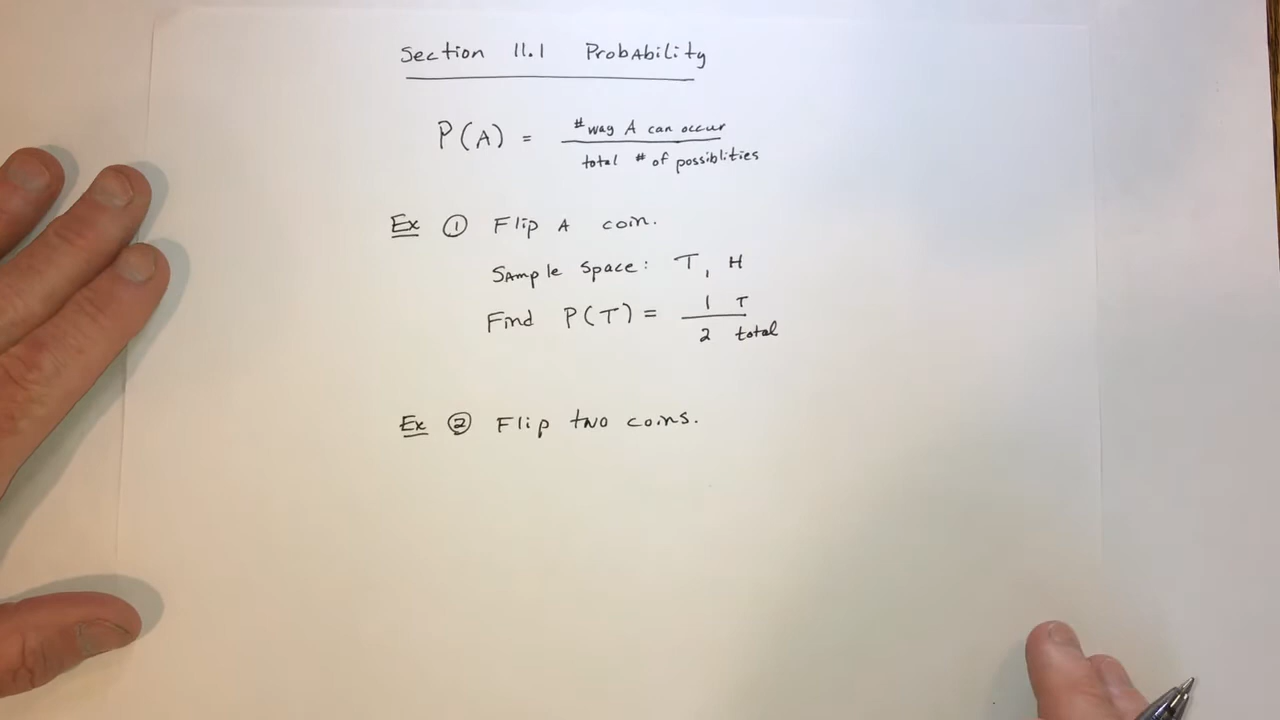 Section 11.1 Probability
P(A) = # way A can occur / total # of possiblities
Ex ① Flip A coin.
Sample Space: T, H
Find P(T) = 1 T / 2 total
Ex ② Flip two coins.